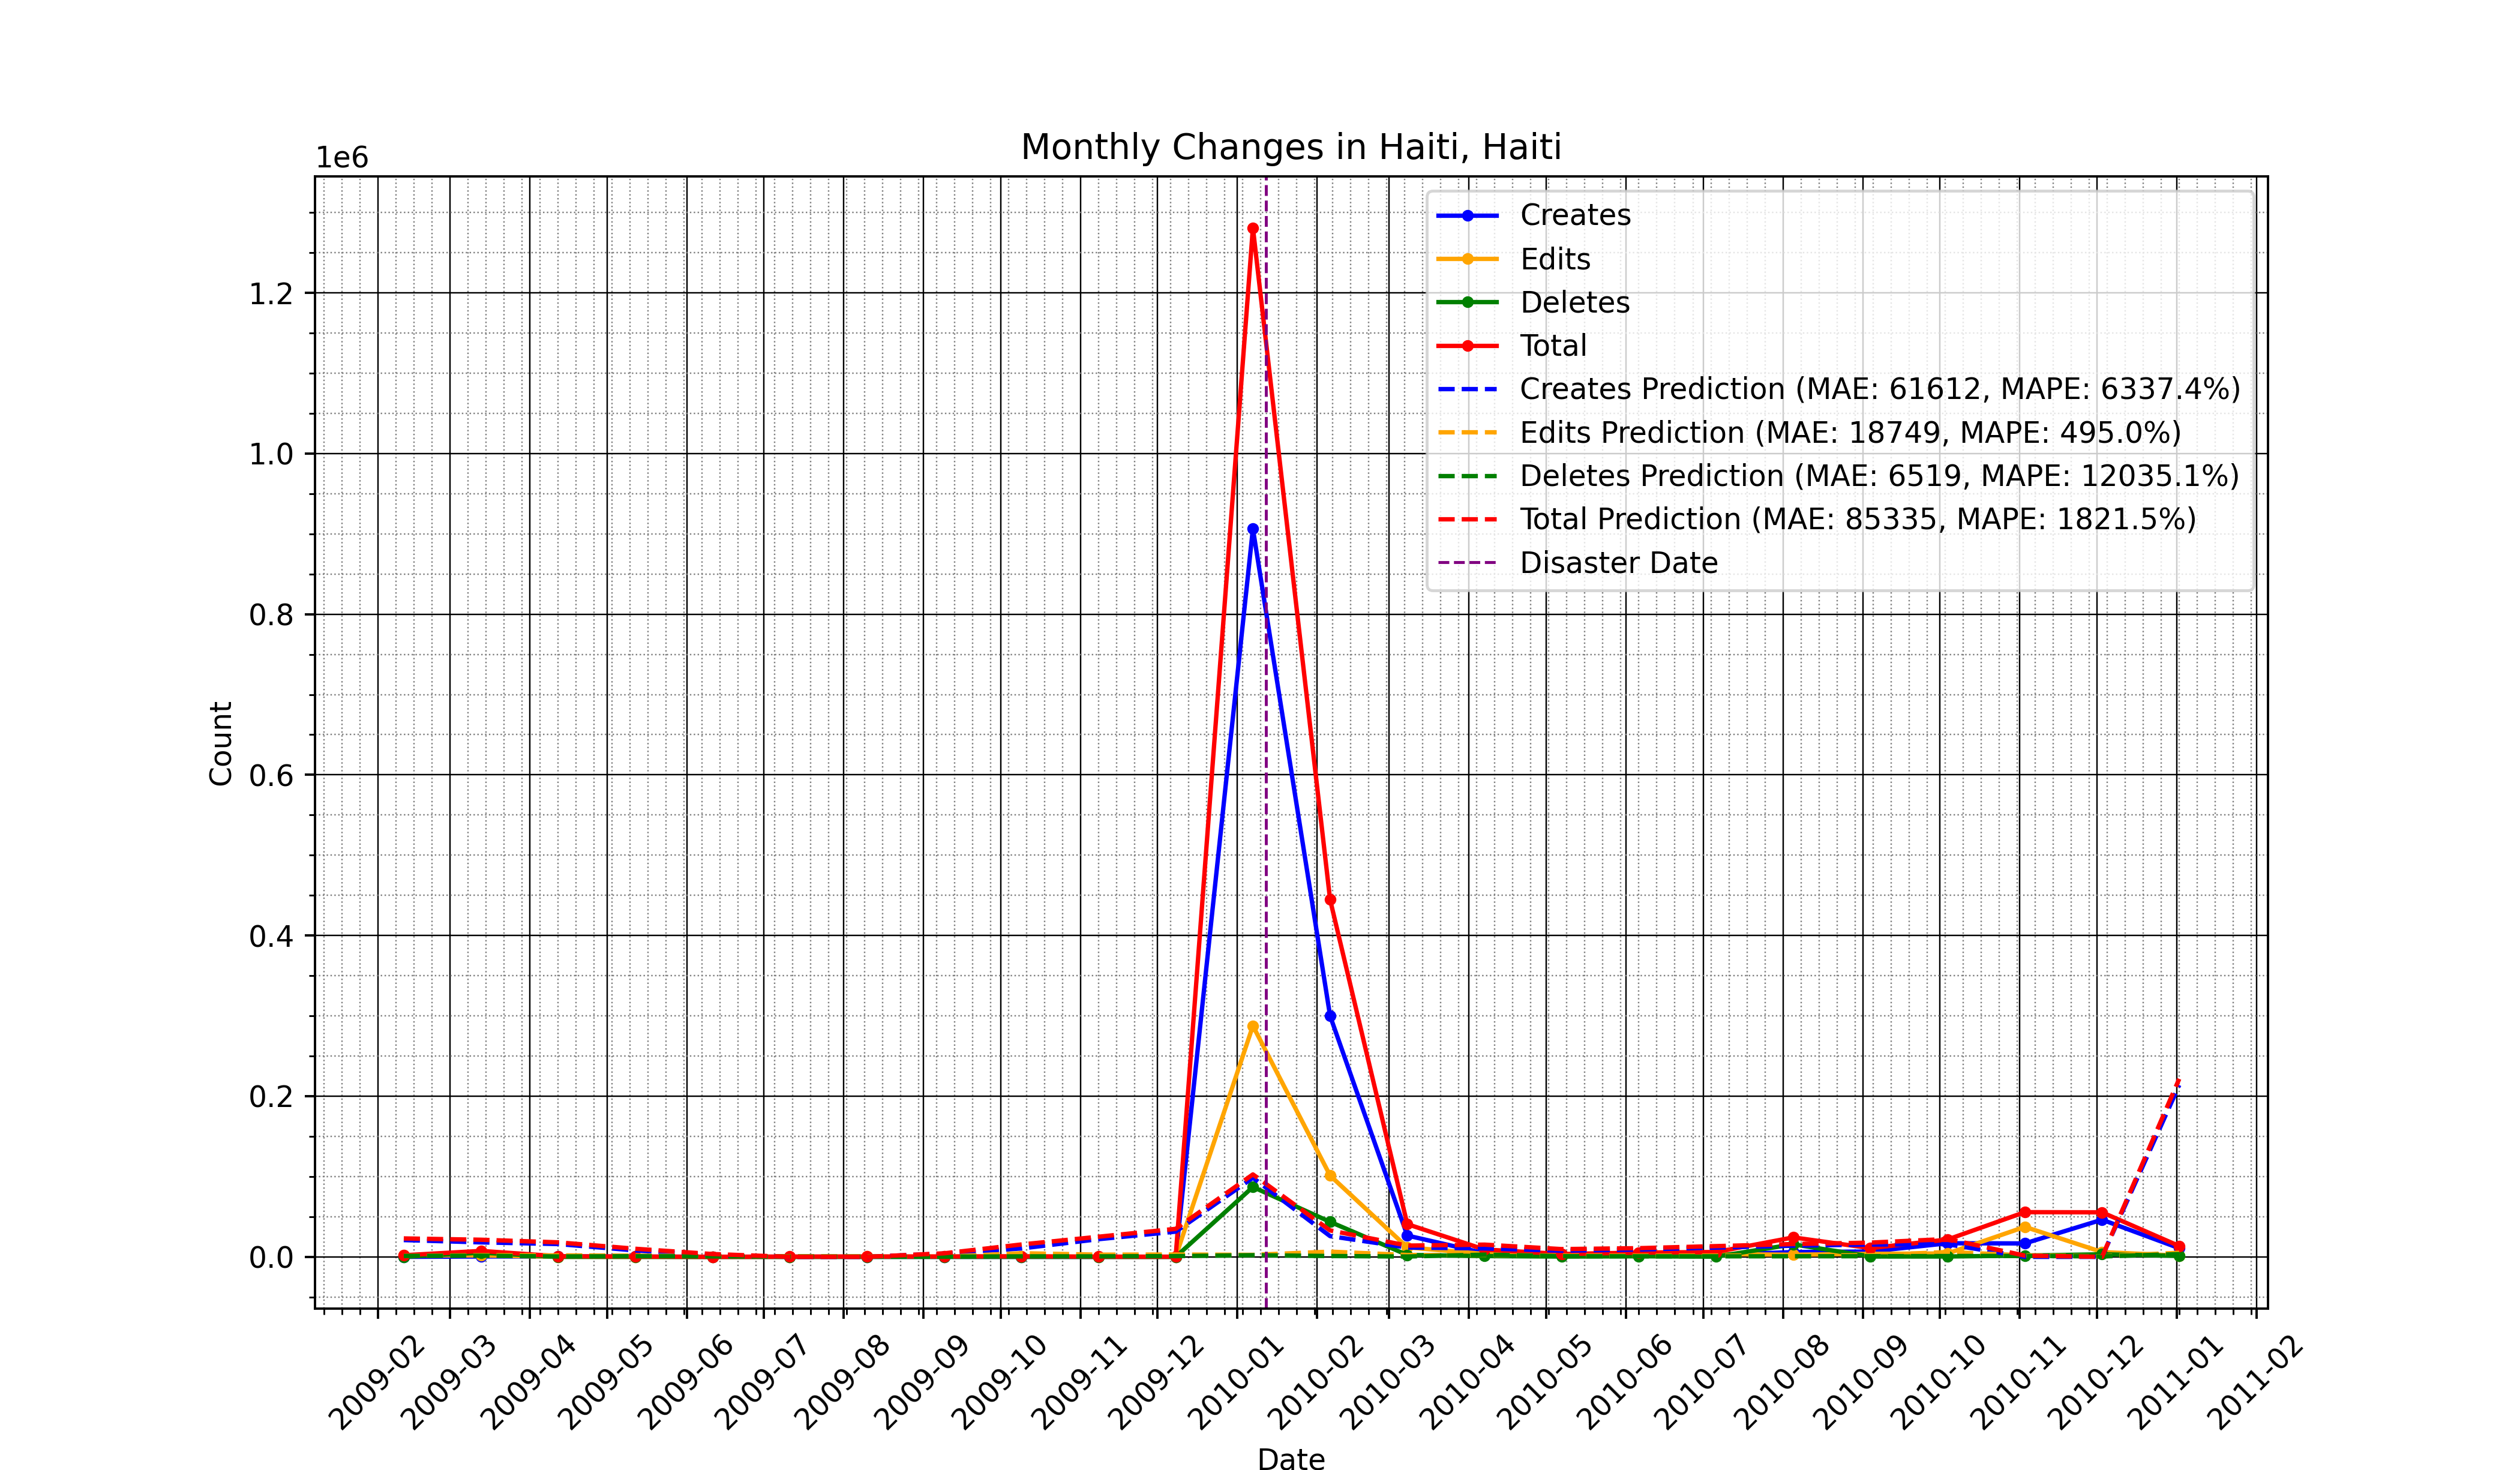 Monthly Changes in Haiti, Haiti
1e6
Creates
Edits
Deletes
Total
Creates Prediction (MAE: 61612, MAPE: 6337.4%)
Edits Prediction (MAE: 18749, MAPE: 495.0%)
Deletes Prediction (MAE: 6519, MAPE: 12035.1%)
Total Prediction (MAE: 85335, MAPE: 1821.5%)
Disaster Date
Count
1.2
1.0
0.8
0.6
0.4
0.2
0.0
2009-02
2009-03
2009-04
2009-05
2009-06
2009-07
2009-08
2009-09
2009-10
2009-11
2009-12
2010-01
2010-02
2010-03
2010-04
2010-05
2010-06
2010-07
2010-08
2010-09
2010-10
2010-11
2010-12
2011-01
2011-02
Date